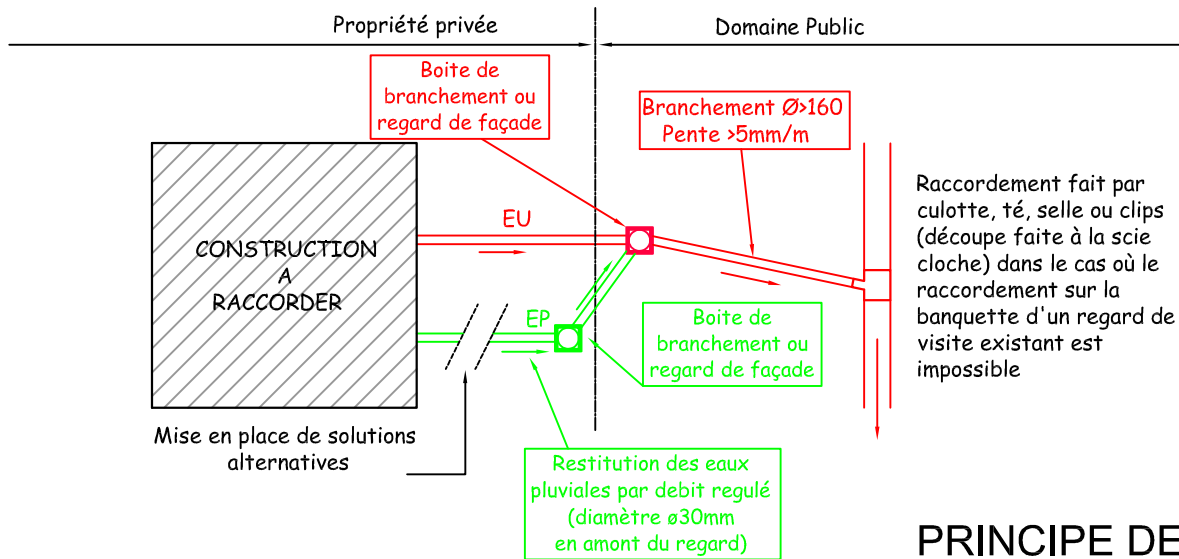 Propriété privée
Domaine Public
Boite de
branchement ou
regard de façade
Branchement Ø>160
Pente >5mm/m
EU
CONSTRUCTION
A
RACCORDER
Raccordement fait par
culotte, té, selle ou clips
(découpe faite à la scie
cloche) dans le cas où le
raccordement sur la
banquette d'un regard de
visite existant est
impossible
EP
Boite de
branchement ou
regard de façade
Mise en place de solutions
alternatives
Restitution des eaux
pluviales par debit regulé
(diamètre ø30mm
en amont du regard)
PRINCIPE DE